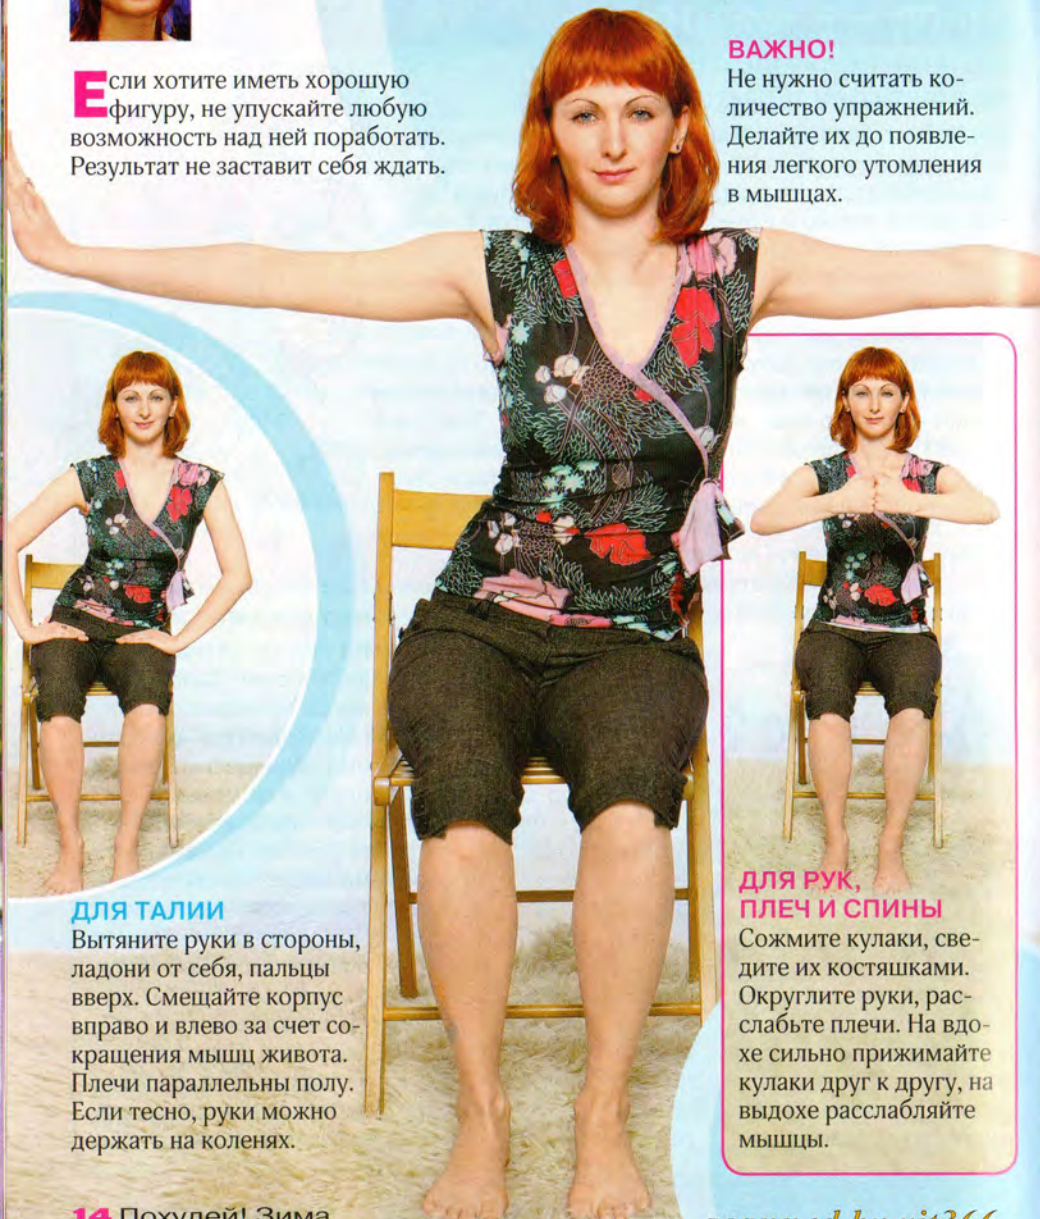 Если хотите иметь хорошую
фигуру, не упускайте любую
возможность над ней поработать.
Результат не заставит себя ждать.
ВАЖНО!
Не нужно считать ко-
личество упражнений.
Делайте их до появле-
ния легкого утомления
в мышцах.
ДЛЯ ТАЛИИ
Вытяните руки в стороны,
ладони от себя, пальцы
вверх. Смещайте корпус
вправо и влево за счет со-
кращения мышц живота.
Плечи параллельны полу.
Если тесно, руки можно
держать на коленях.
ДЛЯ РУК,
ПЛЕЧ И СПИНЫ
Сожмите кулаки, све-
дите их костяшками.
Округлите руки, рас-
слабьте плечи. На вдо-
хе сильно прижимайте
кулаки друг к другу, на
выдохе расслабляйте
мышцы.
14 Похудей! Зима